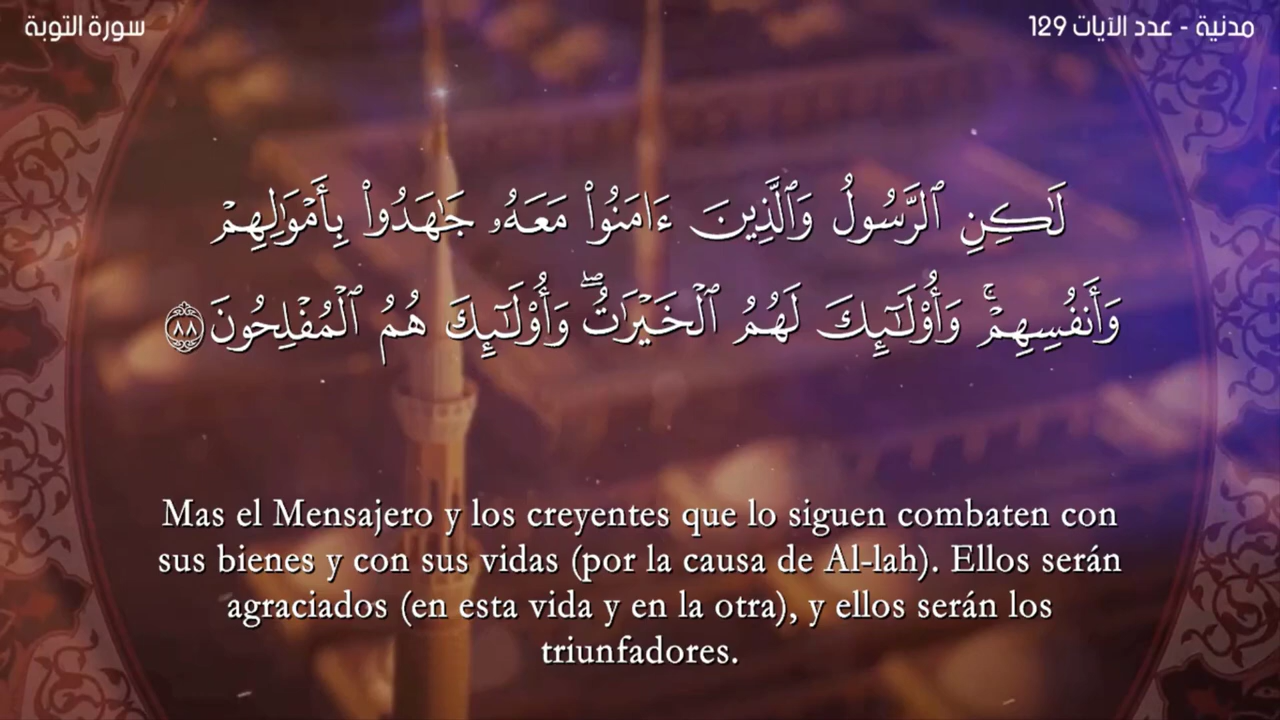 سورة التوبة
مدنية - عدد الآيات 129
لَٰكِنِ ٱلرَّسُولُ وَٱلَّذِينَ ءَامَنُوا۟ مَعَهُۥ جَٰهَدُوا۟ بِأَمْوَٰلِهِمْ
وَأَنفُسِهِمْ ۚ وَأُو۟لَٰٓئِكَ لَهُمُ ٱلْخَيْرَٰتُ ۖ وَأُو۟لَٰٓئِكَ هُمُ ٱلْمُفْلِحُونَ ٨٨
Mas el Mensajero y los creyentes que lo siguen combaten con
sus bienes y con sus vidas (por la causa de Al-lah). Ellos serán
agraciados (en esta vida y en la otra), y ellos serán los
triunfadores.